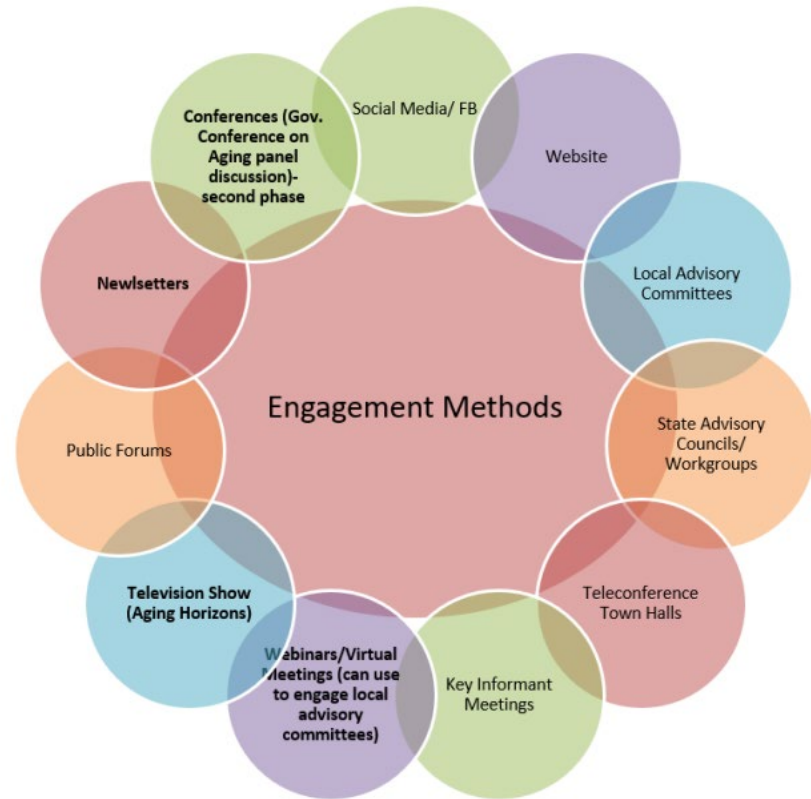 Social Media/ FB
Website
Local Advisory
Committees
State Advisory
Councils/
Workgroups
Teleconference
Town Halls
Key Informant
Meetings
Webinars/Virtual
Meetings (can use
to engage local
advisory
committees)
Television Show
(Aging Horizons)
Public Forums
Newlsetters
Conferences (Gov.
Conference on
Aging panel
discussion)-
second phase
Engagement Methods